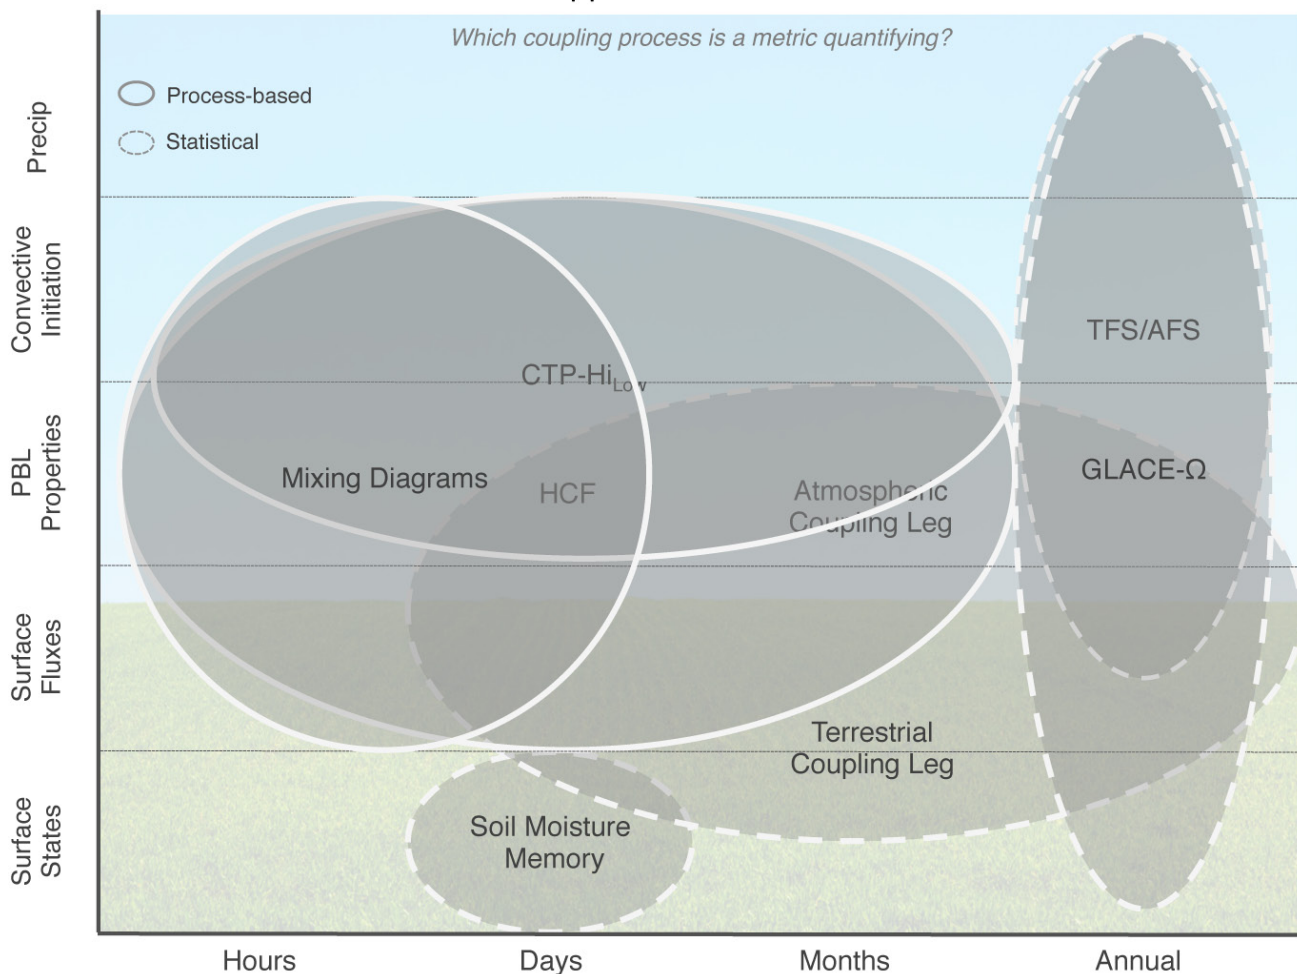 Which coupling process is a metric quantifying?
Process-based
Statistical
Precip
Convective
Initiation
PBL
Properties
Surface
Fluxes
Surface
States
TFS/AFS
CTP-HiLow
GLACE-Ω
Mixing Diagrams
HCF
Atmospheric
Coupling Leg
Terrestrial
Coupling Leg
Soil Moisture
Memory
Hours
Days
Months
Annual